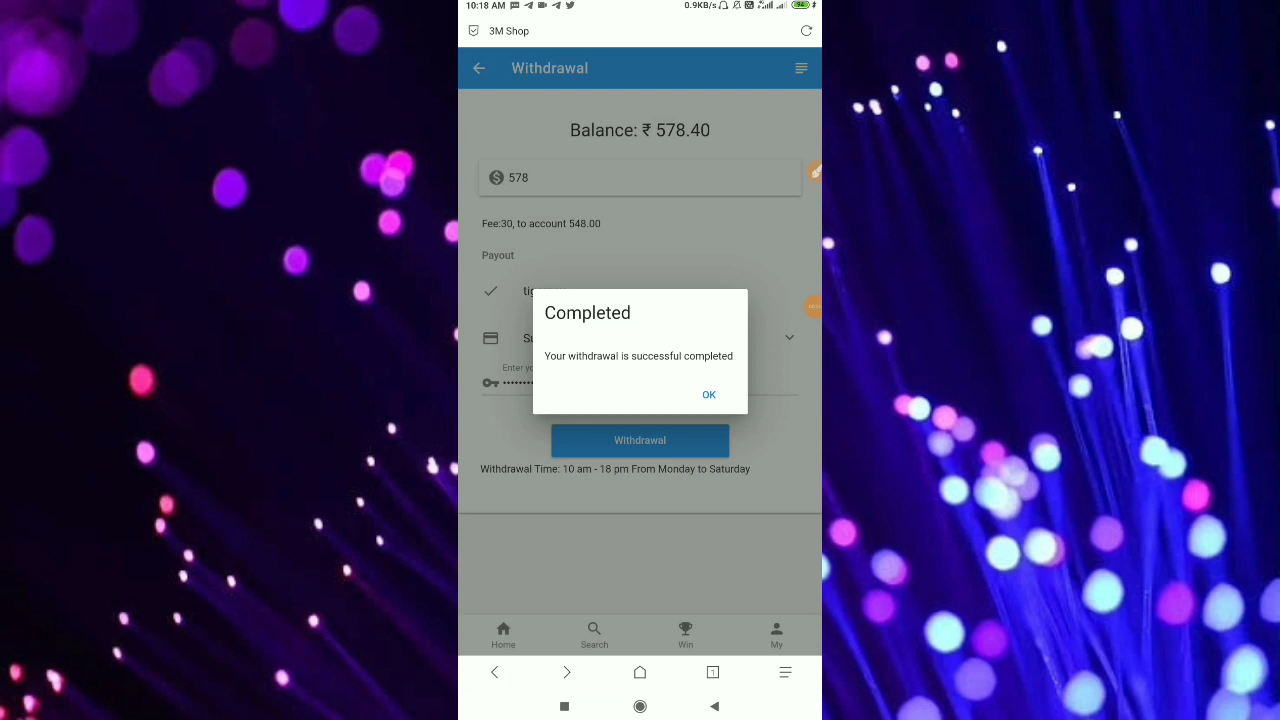 10:18 AM 0.9KB/s 94
3M Shop
Withdrawal
Balance: ₹ 578.40
578
Fee:30, to account 548.00
Payout
Completed
Your withdrawal is successful completed
OK
Withdrawal
Withdrawal Time: 10 am - 18 pm From Monday to Saturday
Home Search Win My
1